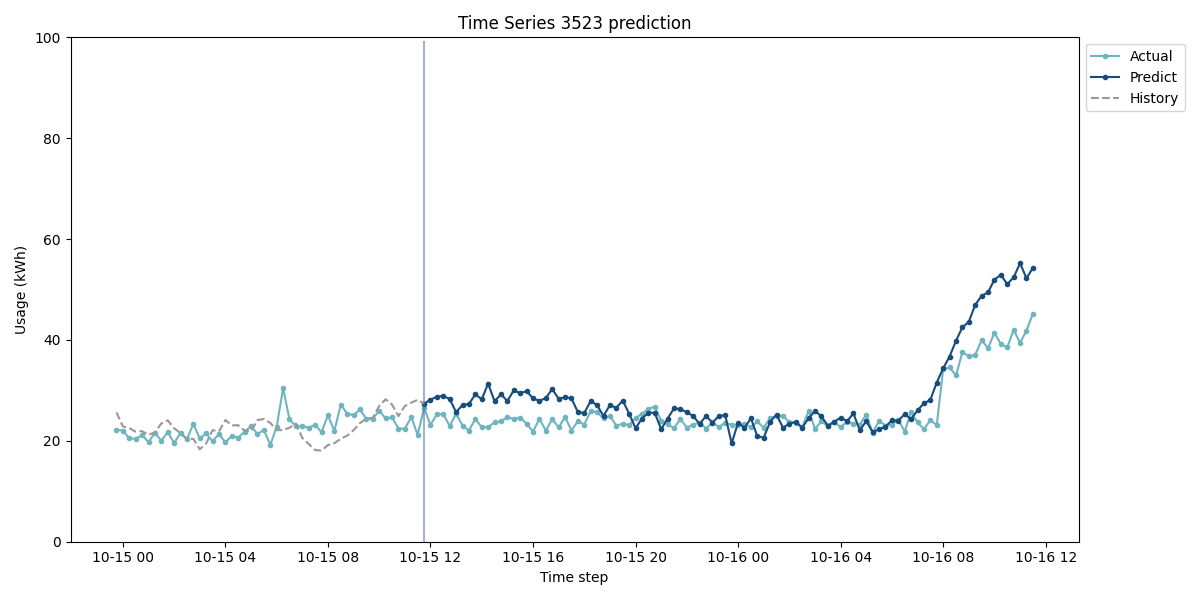 Time Series 3523 prediction
100
80
60
40
20
0
Usage (kWh)
10-15 00
10-15 04
10-15 08
10-15 12
10-15 16
10-15 20
10-16 00
10-16 04
10-16 08
10-16 12
Time step
Actual
Predict
History